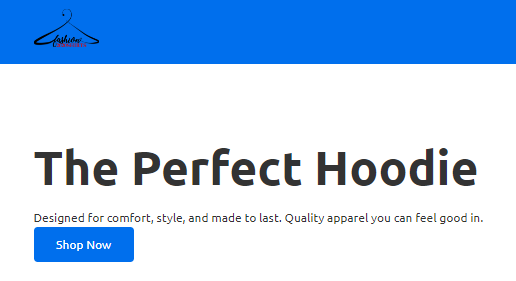 fashion
The Perfect Hoodie
Designed for comfort, style, and made to last. Quality apparel you can feel good in.
Shop Now